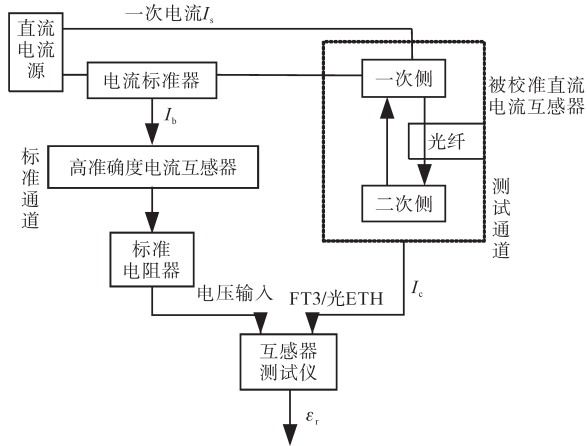 一次电流Is
直流
电流
源
电流标准器
一次侧
被校准直流
电流互感器
Ib
光纤
标准通道
高准确度电流互感器
二次侧
测试通道
标准
电阻器
电压输入
FT3/光ETH
Ic
互感器
测试仪
εr